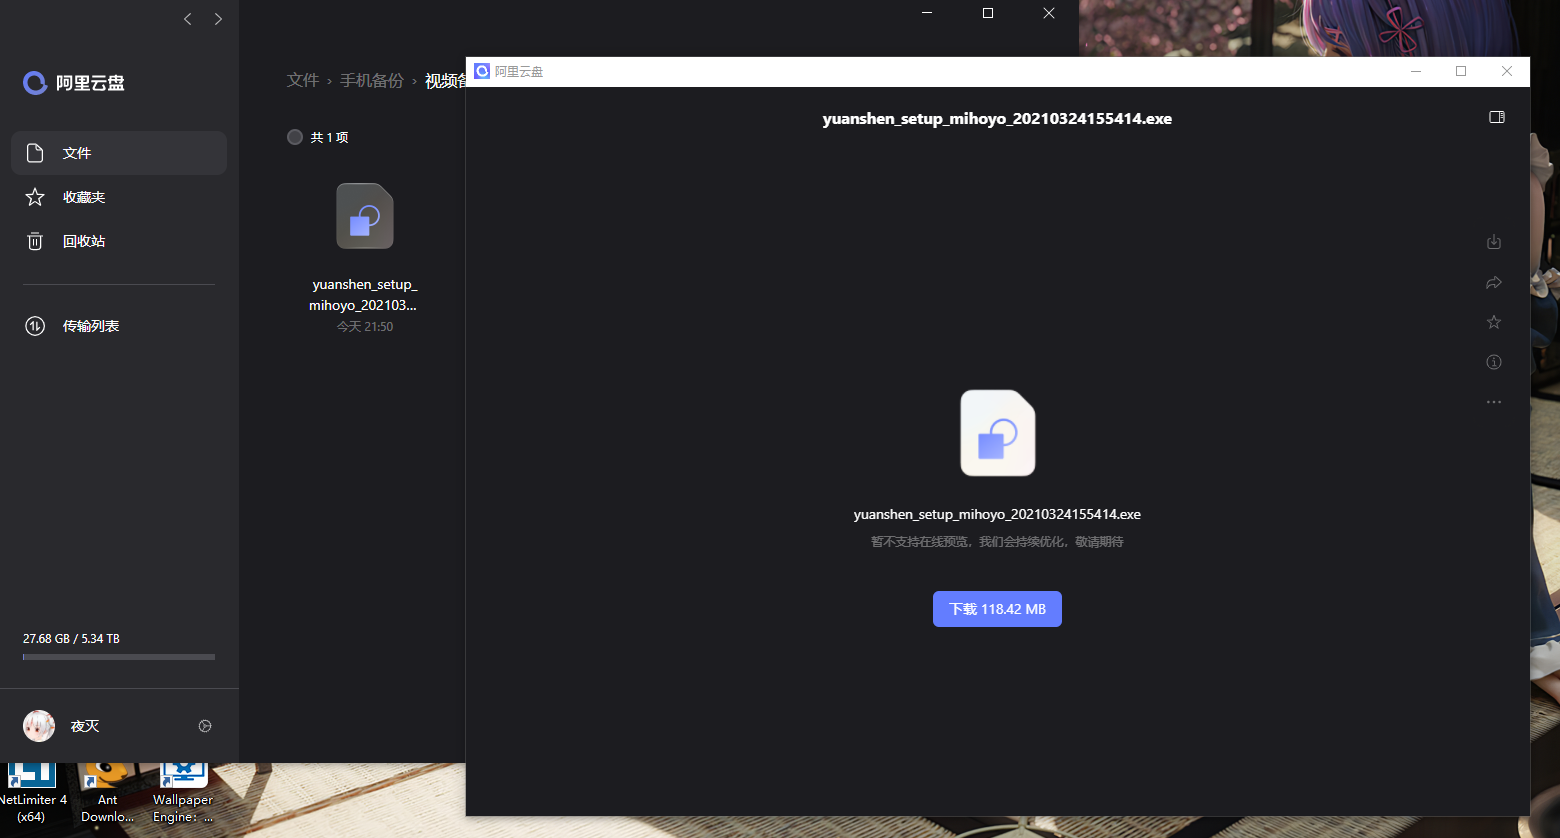 阿里云盘
文件
收藏夹
回收站
传输列表
27.68 GB / 5.34 TB
夜灭
文件 › 手机备份 › 视频备
共 1 项
yuanshen_setup_
mihoyo_202103...
今天 21:50
阿里云盘
yuanshen_setup_mihoyo_20210324155414.exe
yuanshen_setup_mihoyo_20210324155414.exe
暂不支持在线预览，我们会持续优化，敬请期待
下载 118.42 MB
NetLimiter 4
(x64)
Ant
Downlo...
Wallpaper
Engine：...